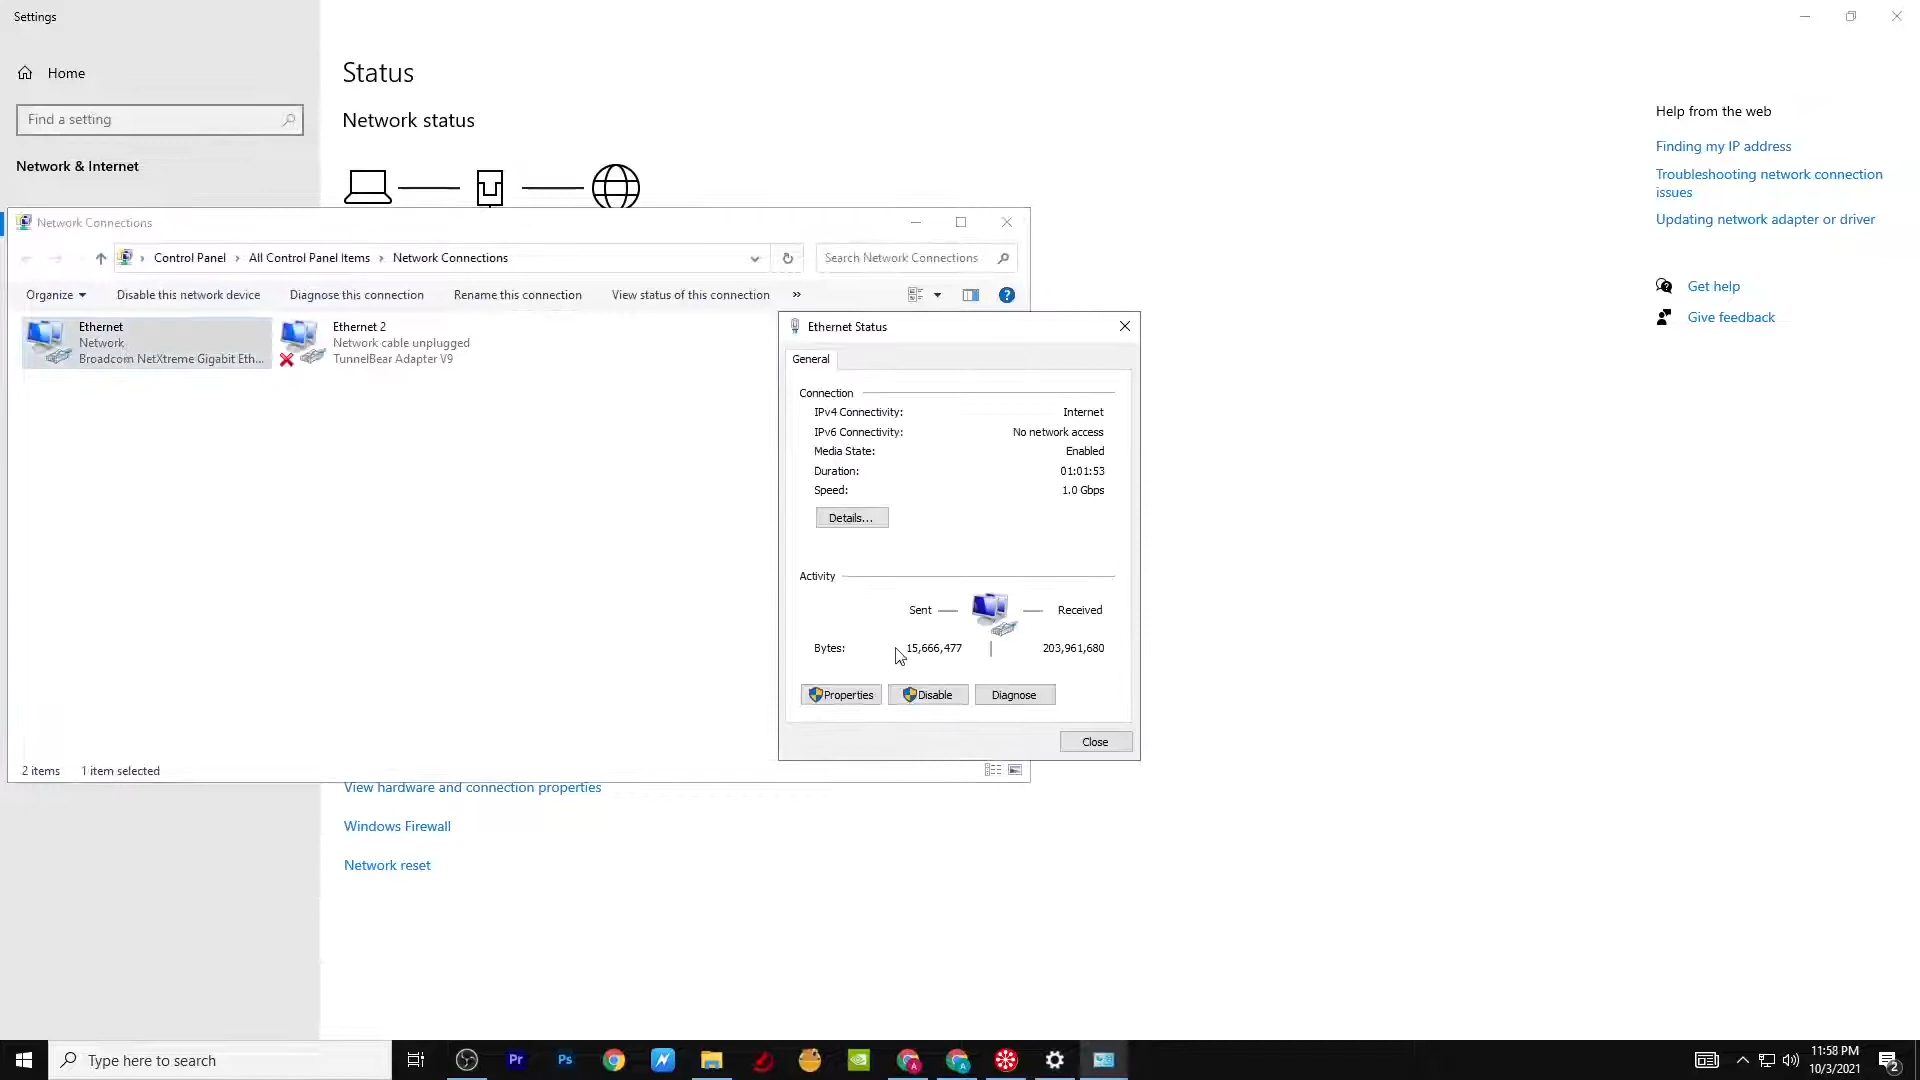 Settings
Home
Find a setting
Network & Internet
Status
Network status
Help from the web
Finding my IP address
Troubleshooting network connection
issues
Updating network adapter or driver
Get help
Give feedback
Network Connections
Control Panel › All Control Panel Items › Network Connections
Search Network Connections
Organize
Disable this network device
Diagnose this connection
Rename this connection
View status of this connection
»
Ethernet
Network
Broadcom NetXtreme Gigabit Eth...
Ethernet 2
Network cable unplugged
TunnelBear Adapter V9
2 items
1 item selected
Ethernet Status
General
Connection
IPv4 Connectivity: Internet
IPv6 Connectivity: No network access
Media State: Enabled
Duration: 01:01:53
Speed: 1.0 Gbps
Details...
Activity
Sent — — Received
Bytes: 15,666,477 203,961,680
Properties
Disable
Diagnose
Close
View hardware and connection properties
Windows Firewall
Network reset
Type here to search
Pr
Ps
A
A
11:58 PM
10/3/2021
2